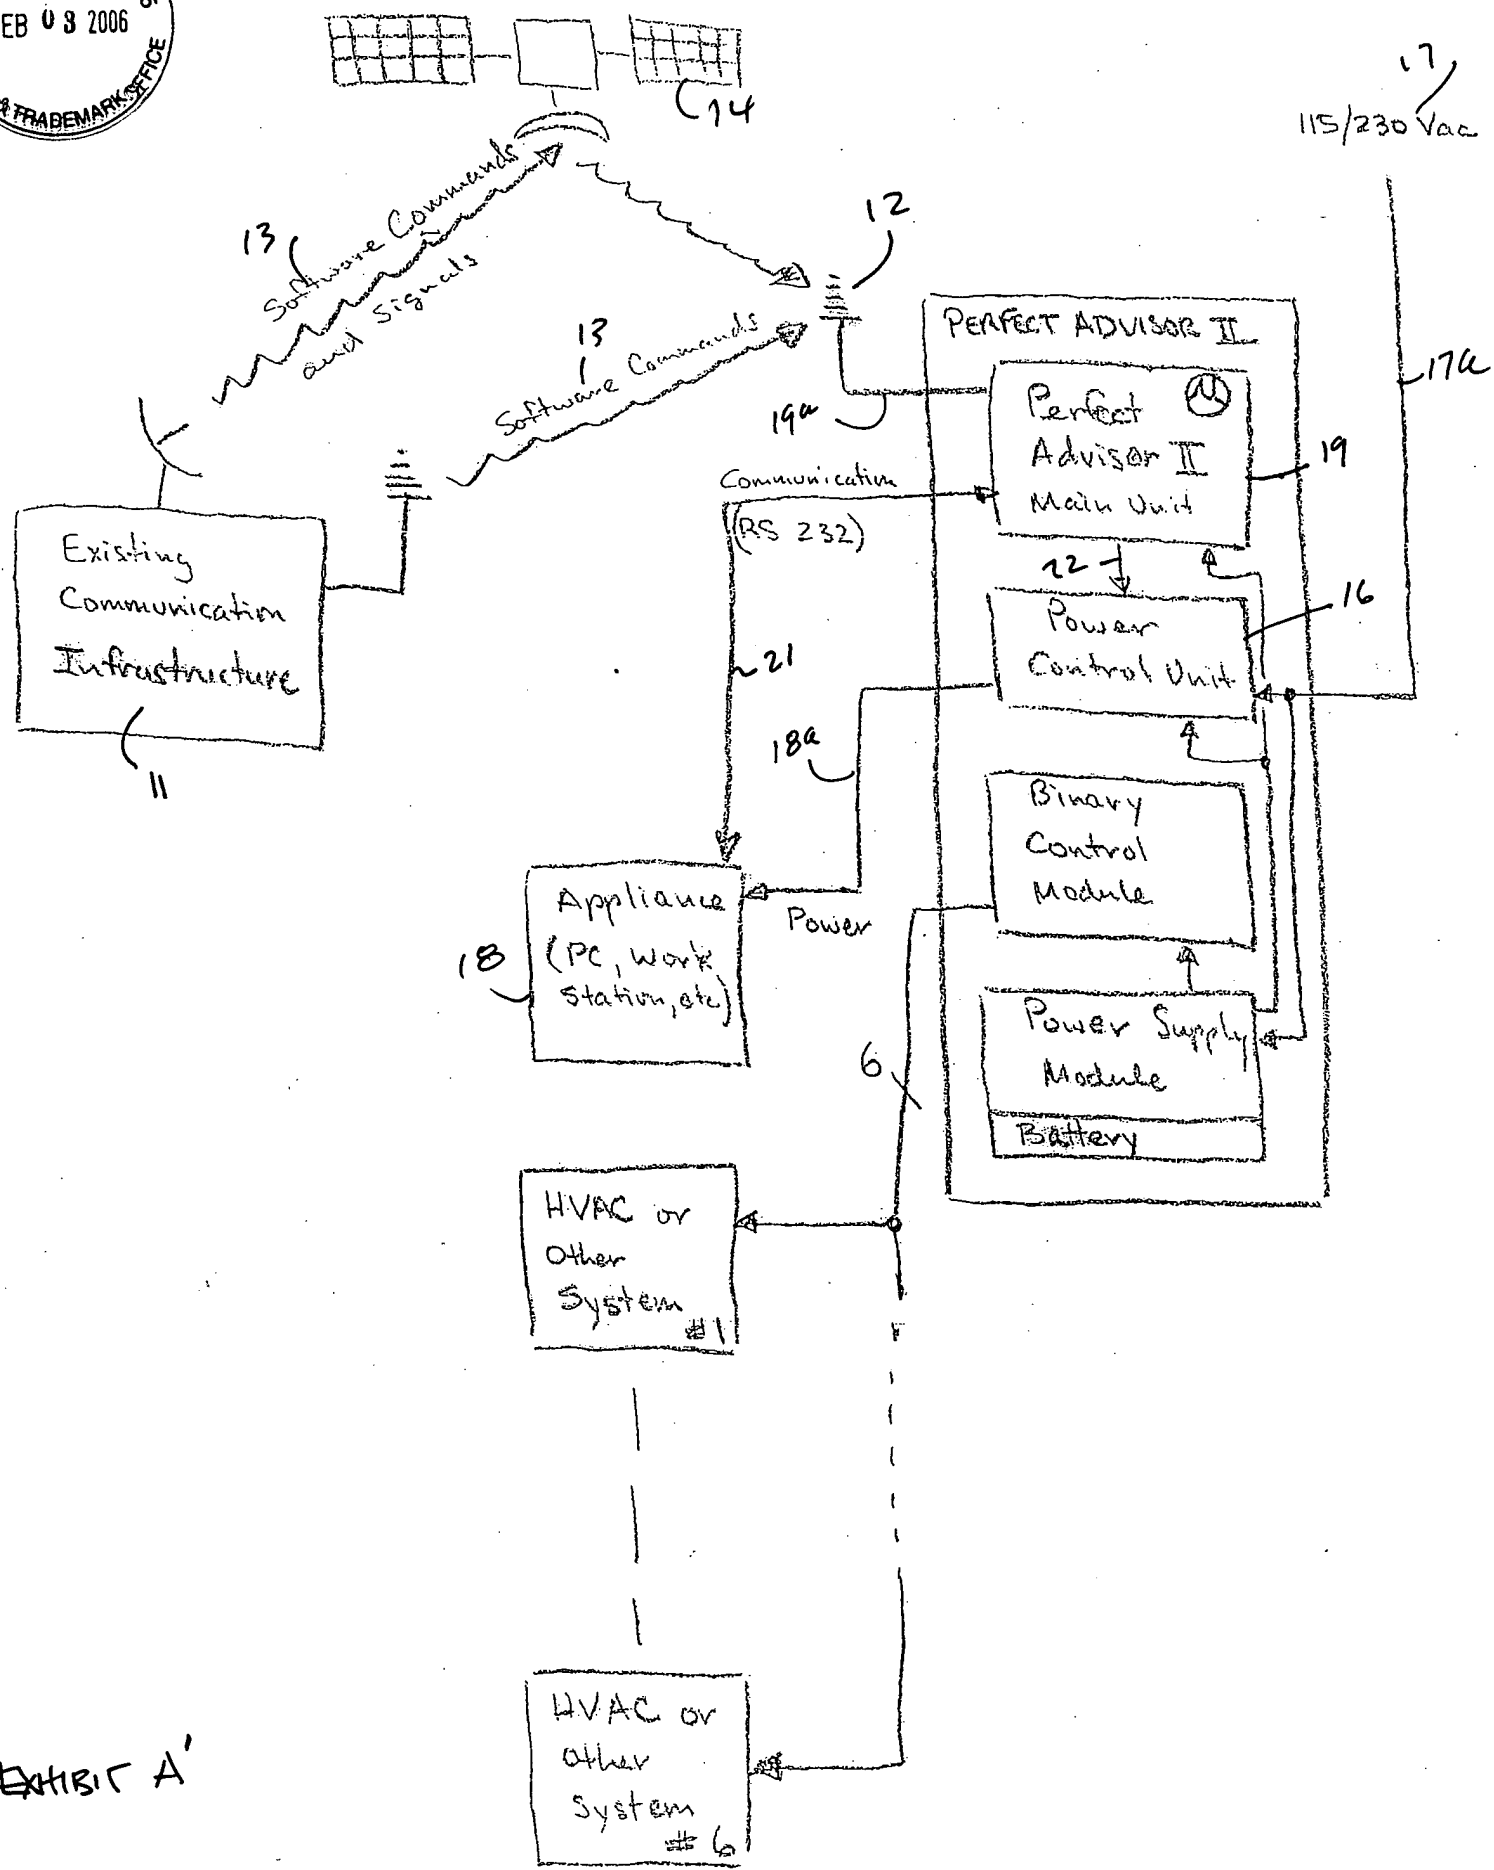 EB 03 2006
& TRADEMARK OFFICE
14
17
115/230 Vac
13
Software Commands
and Signals
12
13
Software Commands
PERFECT ADVISOR II
17a
19a
Perfect
Advisor II
Main Unit
19
Communication
(RS 232)
22
Existing
Communication
Infrastructure
11
16
Power
Control Unit
21
18a
Binary
Control
Module
Appliance
(PC, Work
Station, etc)
18
Power
Power Supply
Module
Battery
6
HVAC or
Other
System
#1
HVAC or
other
System
#6
EXHIBIT A'